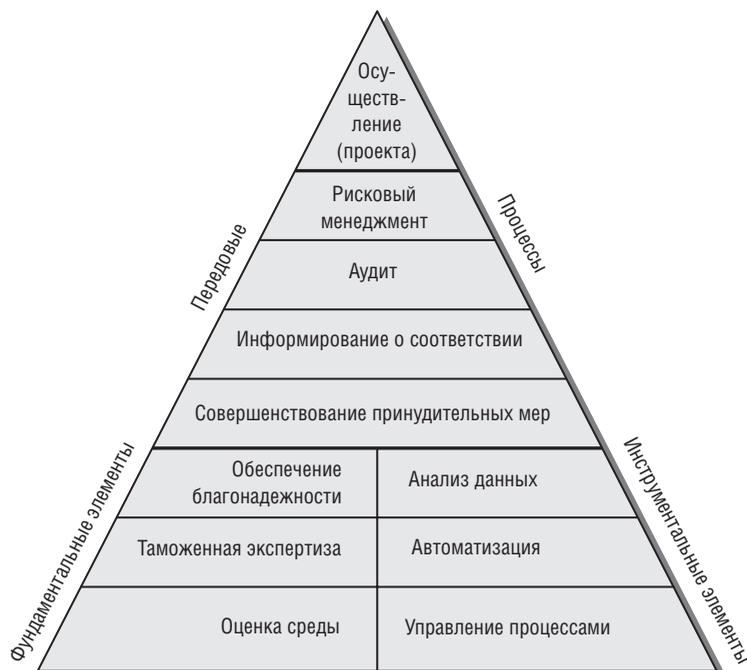 Осу-
ществ-
ление
(проекта)
Рисковый
менеджмент
Передовые
Процессы
Аудит
Информирование о соответствии
Совершенствование принудительных мер
Фундаментальные элементы
Инструментальные элементы
Обеспечение
благонадежности
Анализ данных
Таможенная экспертиза
Автоматизация
Оценка среды
Управление процессами